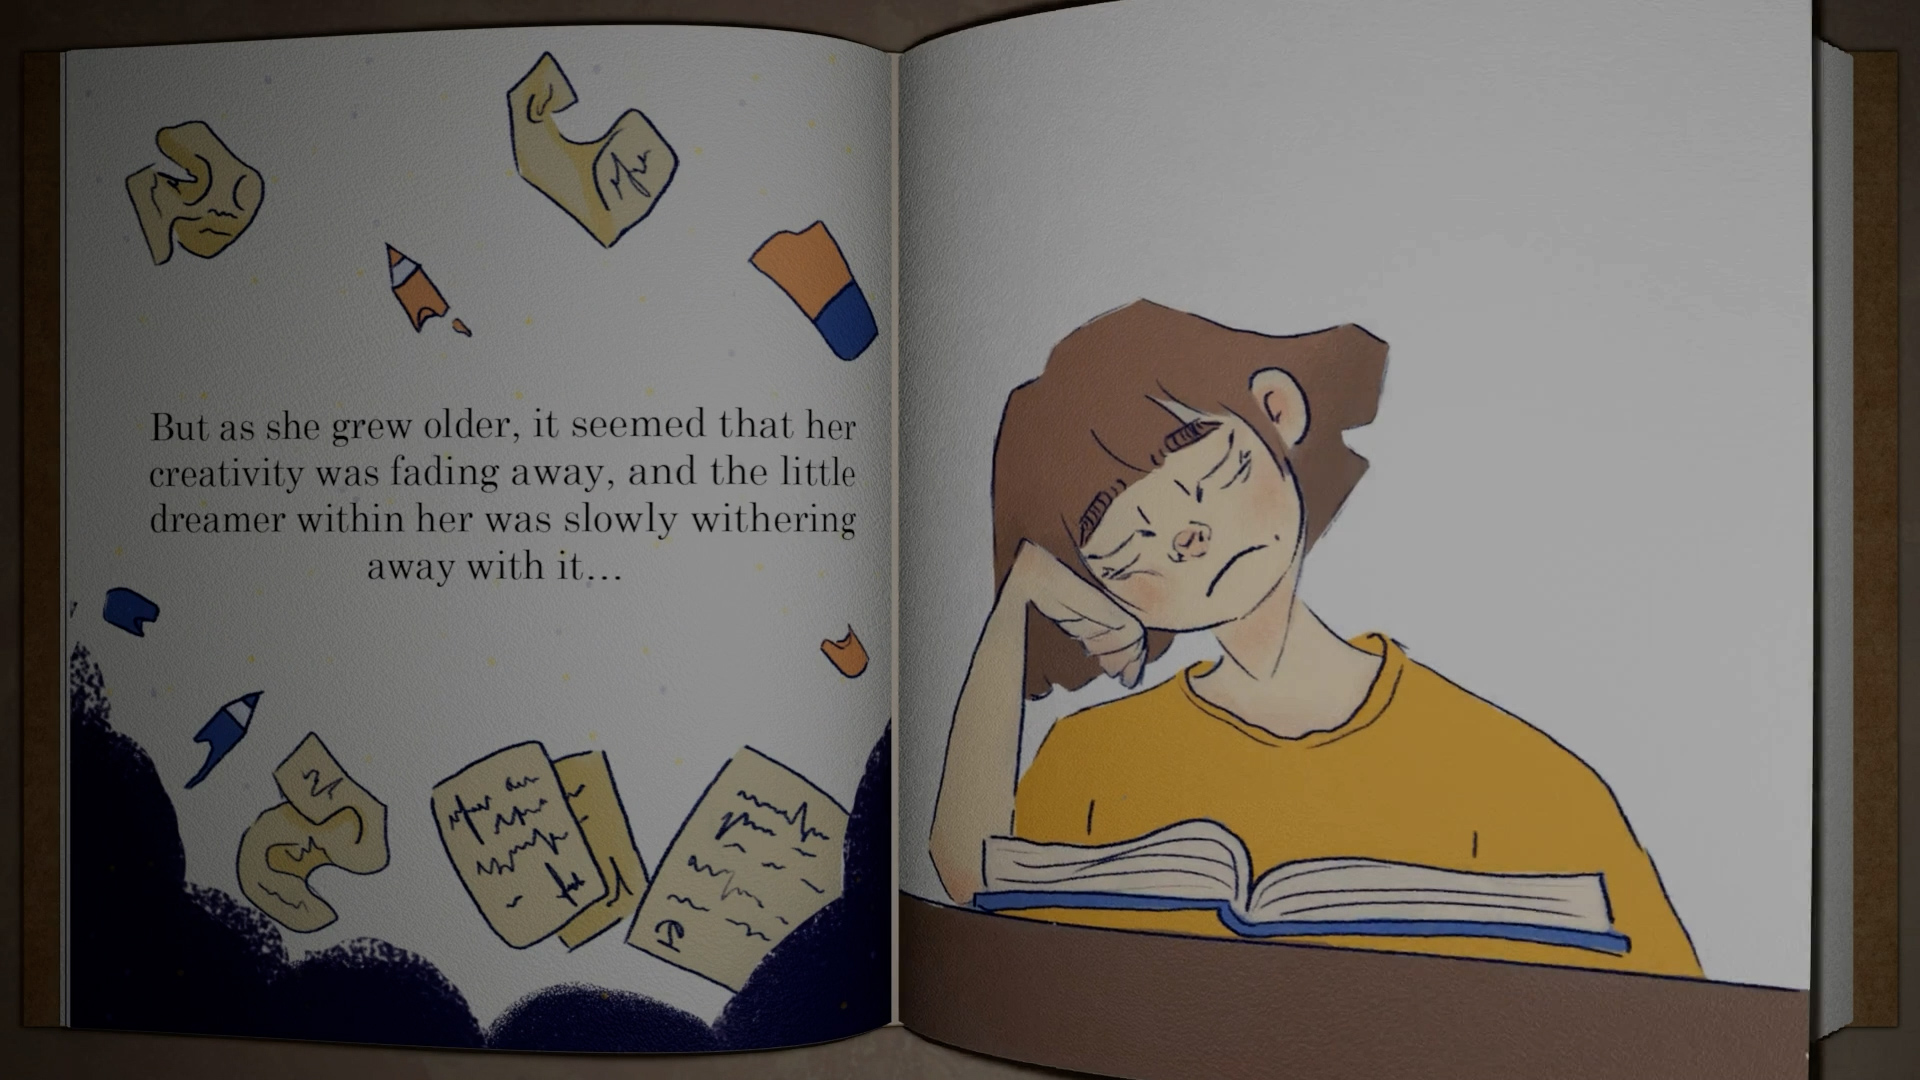 But as she grew older, it seemed that her
creativity was fading away, and the little
dreamer within her was slowly withering
away with it...